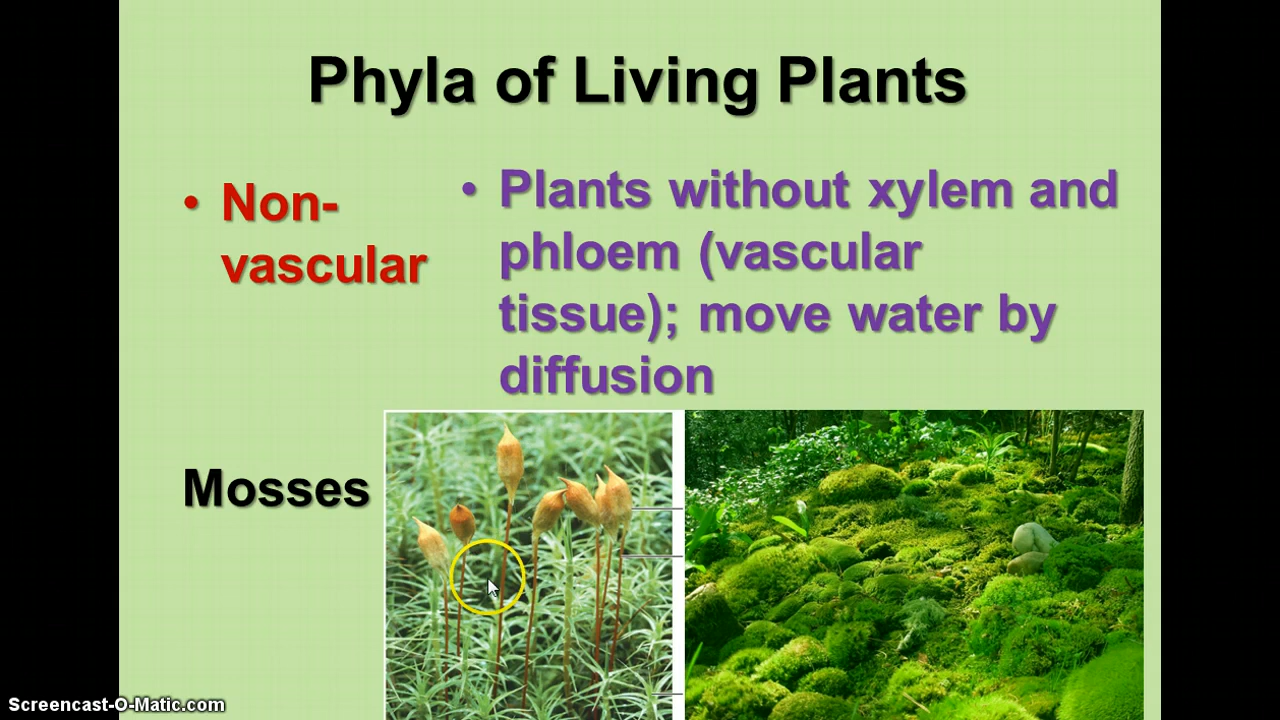 Phyla of Living Plants
• Non-
vascular
• Plants without xylem and
phloem (vascular
tissue); move water by
diffusion
Mosses
Screencast-O-Matic.com